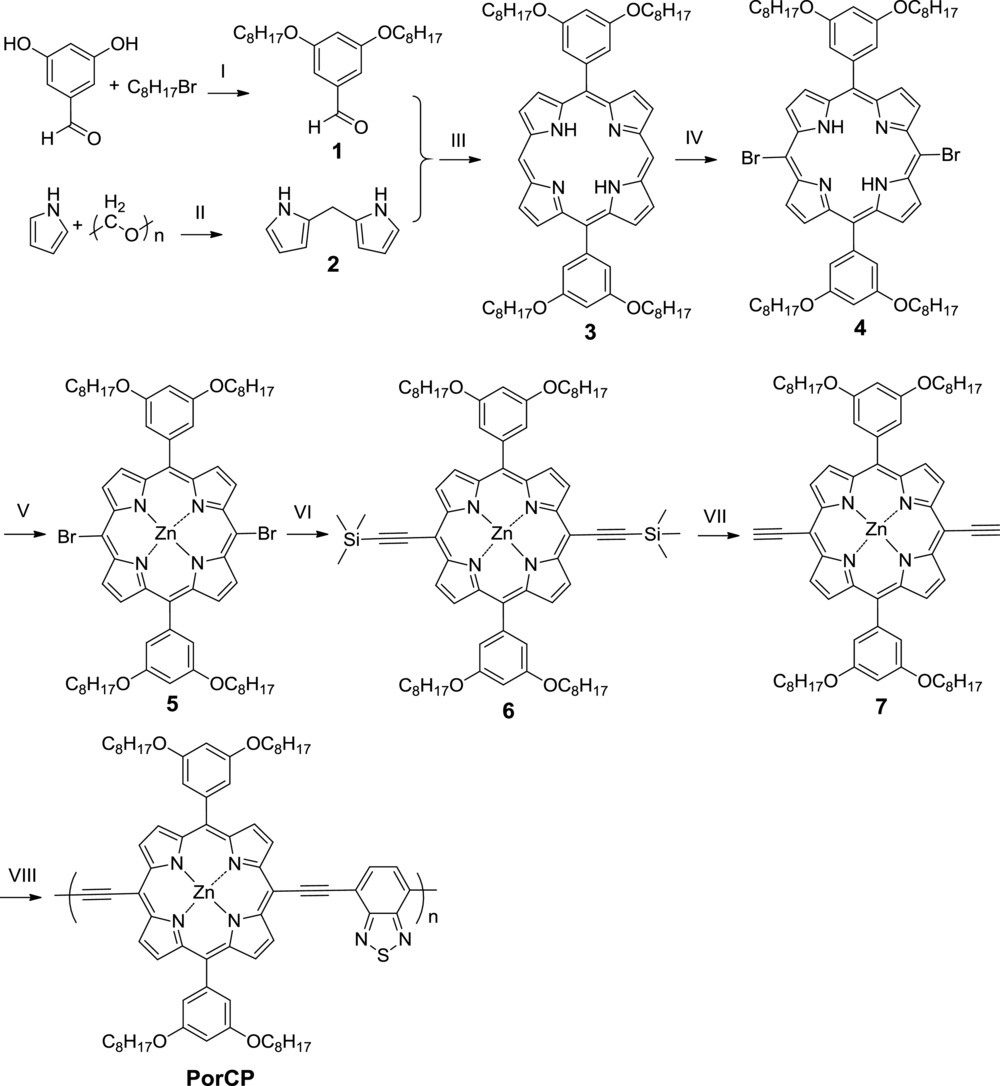 C8H17O OC8H17 C8H17O OC8H17
HO OH C8H17O OC8H17
+ C8H17Br I
H O H O
1
NH N IV NH N
III Br Br
N HN N HN
H N + ( H2 C O )n II H N H N
2
C8H17O OC8H17 C8H17O OC8H17
3 4
C8H17O OC8H17 C8H17O OC8H17 C8H17O OC8H17
N N N N N N
V Br Zn Br VI Si Zn Si VII Zn
N N N N N N
C8H17O OC8H17 C8H17O OC8H17 C8H17O OC8H17
5 6 7
C8H17O OC8H17
N N
VIII ( Zn )n
N N N S N
C8H17O OC8H17
PorCP